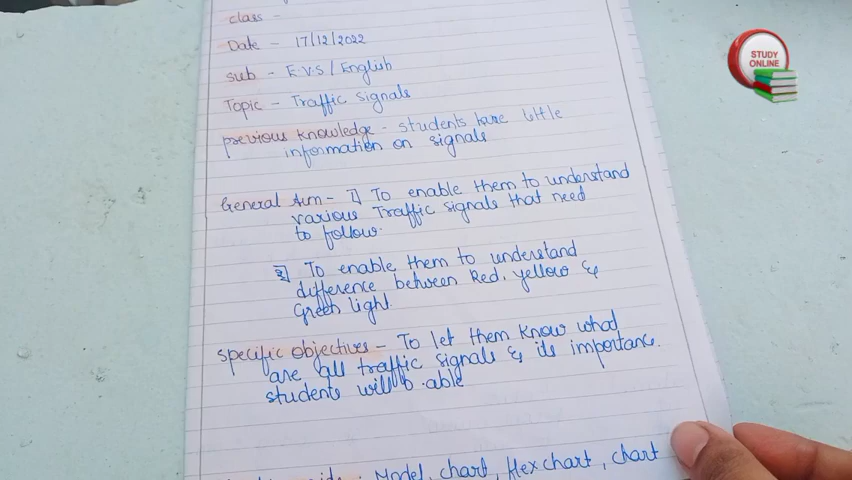 class -
Date - 17/12/2022
sub - E.V.S / English
Topic - Traffic signals
previous knowledge - students have little
information on signals
General Aim - 1] To enable them to understand
various Traffic signals that need
to follow.
2] To enable them to understand
difference between Red, yellow &
Green light.
specific objectives - To let them know what
are all traffic signals & its importance.
students will b able
Model, chart, flex chart, chart
STUDY
ONLINE